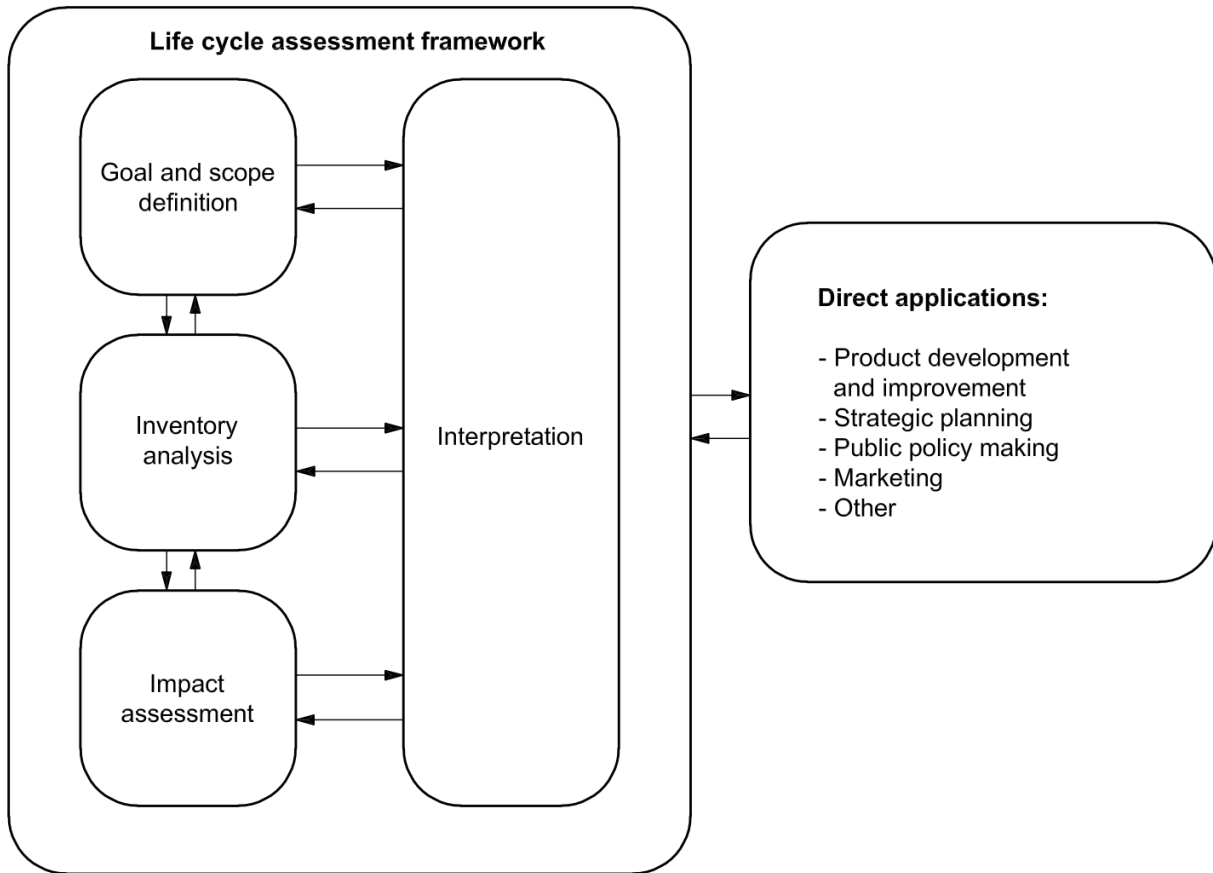 Life cycle assessment framework
Goal and scope
definition
Inventory
analysis
Impact
assessment
Interpretation
Direct applications:
- Product development
and improvement
- Strategic planning
- Public policy making
- Marketing
- Other